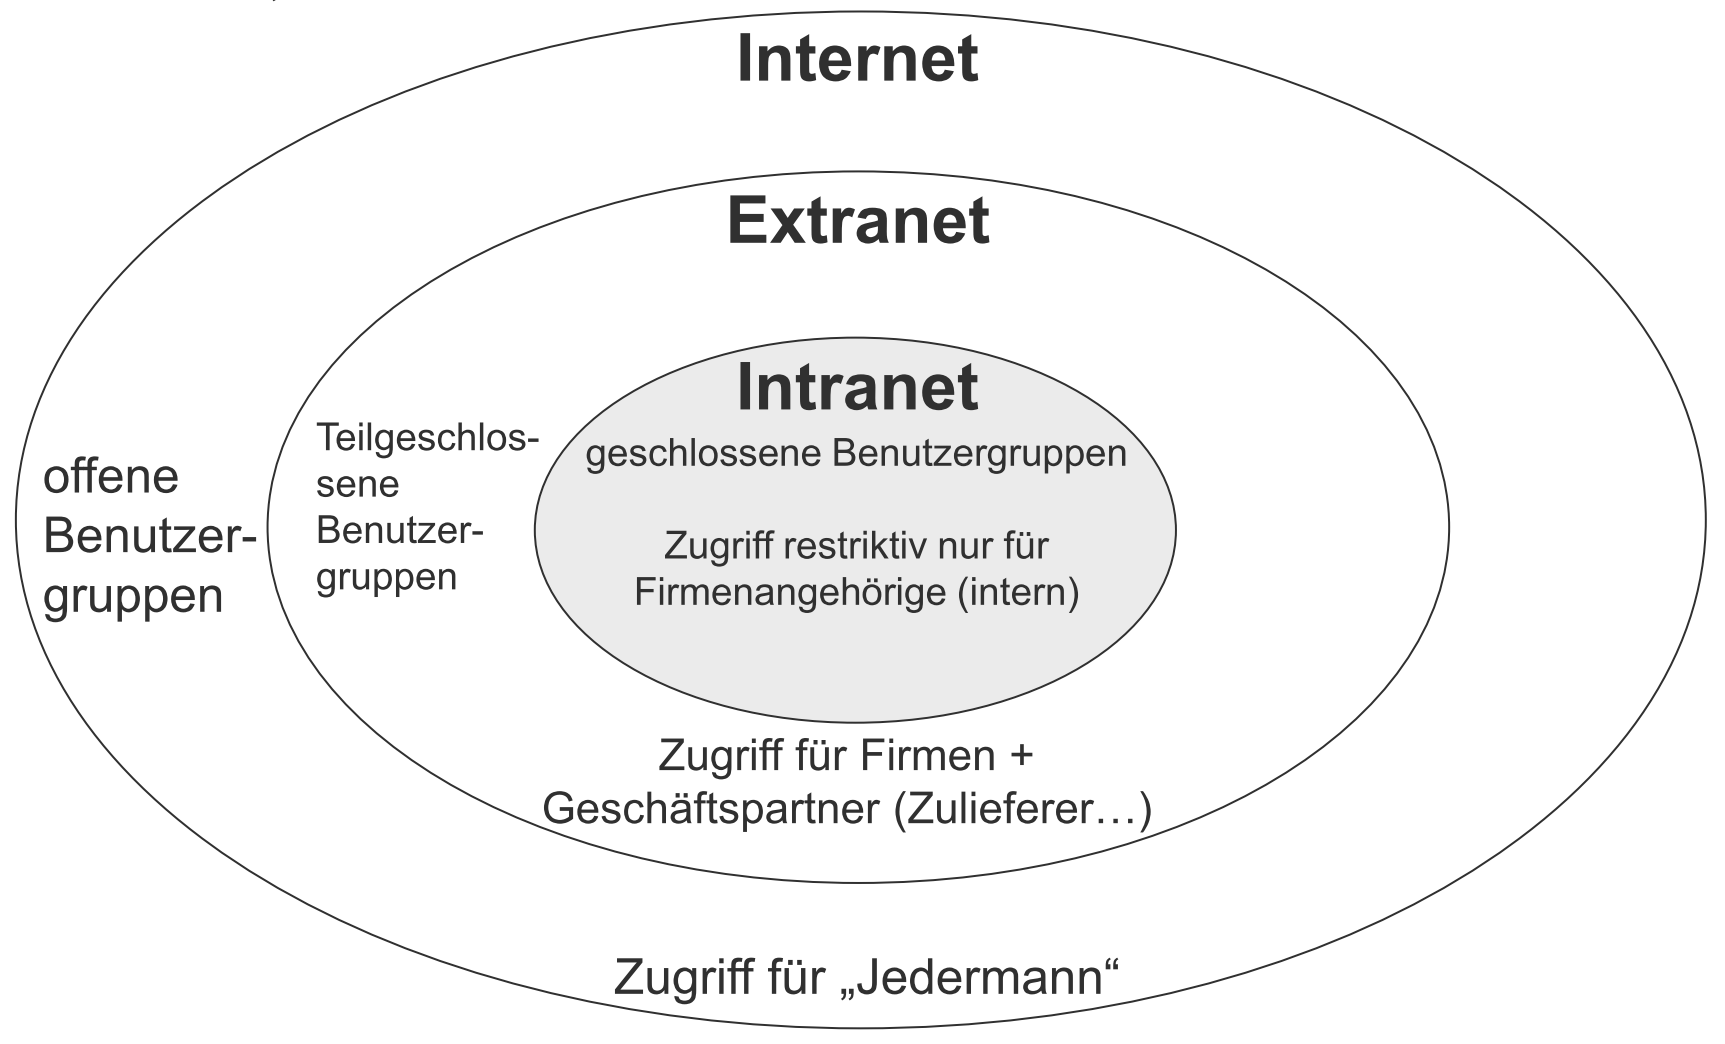 Internet
Extranet
Intranet
geschlossene Benutzergruppen
Zugriff restriktiv nur für
Firmenangehörige (intern)
Teilgeschlos-
sene
Benutzer-
gruppen
offene
Benutzer-
gruppen
Zugriff für Firmen +
Geschäftspartner (Zulieferer…)
Zugriff für „Jedermann“